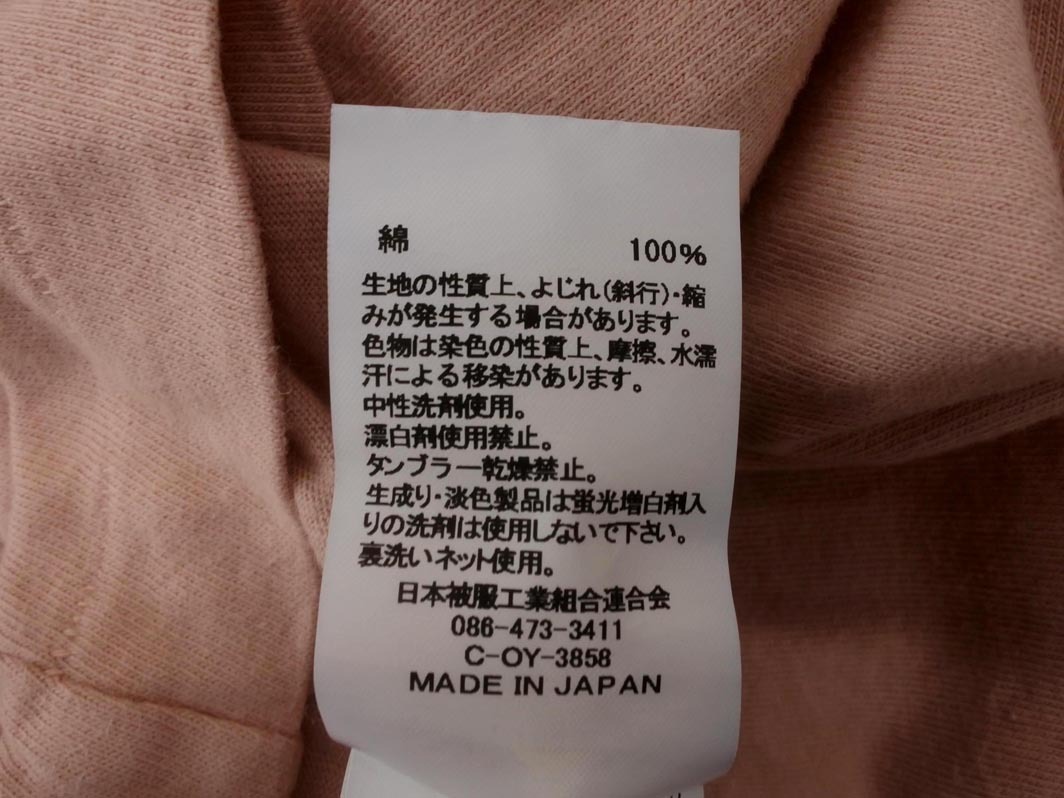 綿 100%
生地の性質上、よじれ(斜行)・縮
みが発生する場合があります。
色物は染色の性質上、摩擦、水濡
汗による移染があります。
中性洗剤使用。
漂白剤使用禁止。
タンブラー乾燥禁止。
生成り・淡色製品は蛍光増白剤入
りの洗剤は使用しないで下さい。
裏洗いネット使用。
日本被服工業組合連合会
086-473-3411
C-OY-3858
MADE IN JAPAN